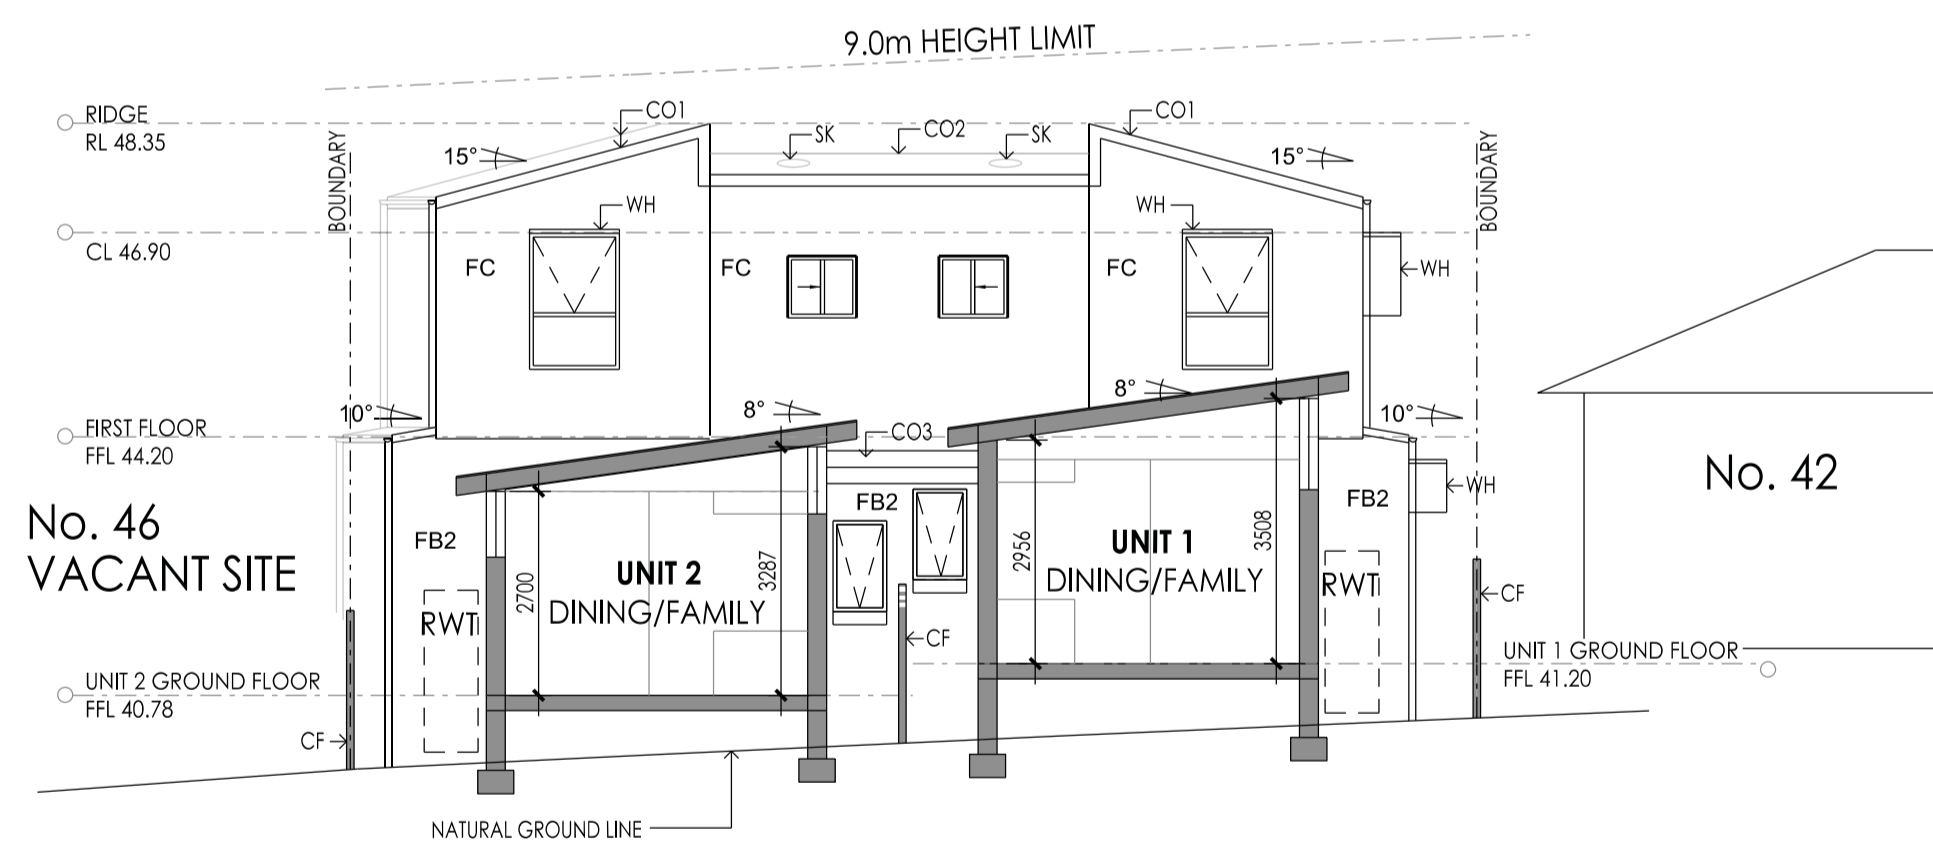 9.0m HEIGHT LIMIT
RIDGE
RL 48.35
BOUNDARY
15°
CO1
SK
CO2
SK
CO1
15°
BOUNDARY
CL 46.90
WH
WH
FC
FC
FC
WH
FIRST FLOOR
FFL 44.20
10°
8°
CO3
8°
10°
No. 46
VACANT SITE
FB2
FB2
FB2
WH
No. 42
2700
UNIT 2
DINING/FAMILY
3287
2956
UNIT 1
DINING/FAMILY
3508
RWT
RWT
CF
CF
UNIT 2 GROUND FLOOR
FFL 40.78
UNIT 1 GROUND FLOOR
FFL 41.20
CF
NATURAL GROUND LINE